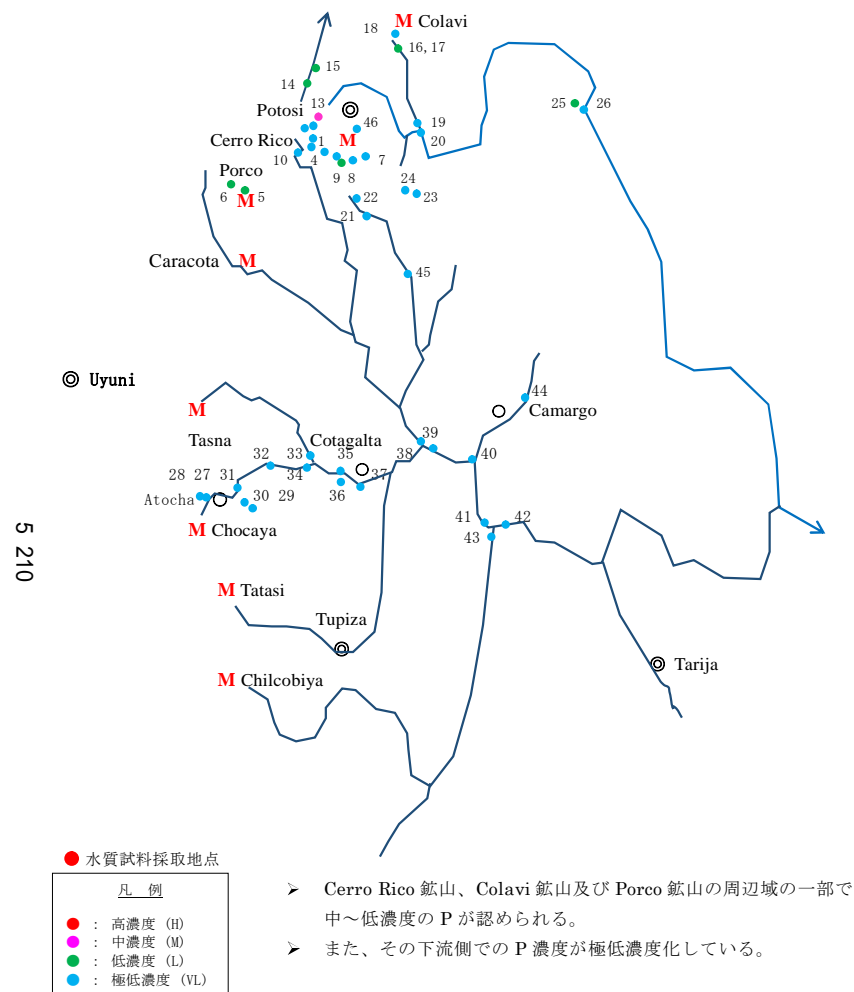 18 M Colavi
16,17
15
14
13
Potosi
46
19
Cerro Rico 1 M
20
25 26
10 4 7
9 8
Porco
24
6 5
M
23
22
21
Caracota M
45
Uyuni
M
44
Camargo
Tasna Cotagalta
39
38
40
32 33 35
34
37
28 27 31
36
Atocha 30 29
M Chocaya
41 42
43
5 210
M Tatasi
Tupiza
Tarija
M Chilcobiya
水質試料採取地点
凡 例
: 高濃度 (H)
: 中濃度 (M)
: 低濃度 (L)
: 極低濃度 (VL)
➢ Cerro Rico 鉱山、Colavi 鉱山及び Porco 鉱山の周辺域の一部で
中～低濃度の P が認められる。
➢ また、その下流側での P 濃度が極低濃度化している。